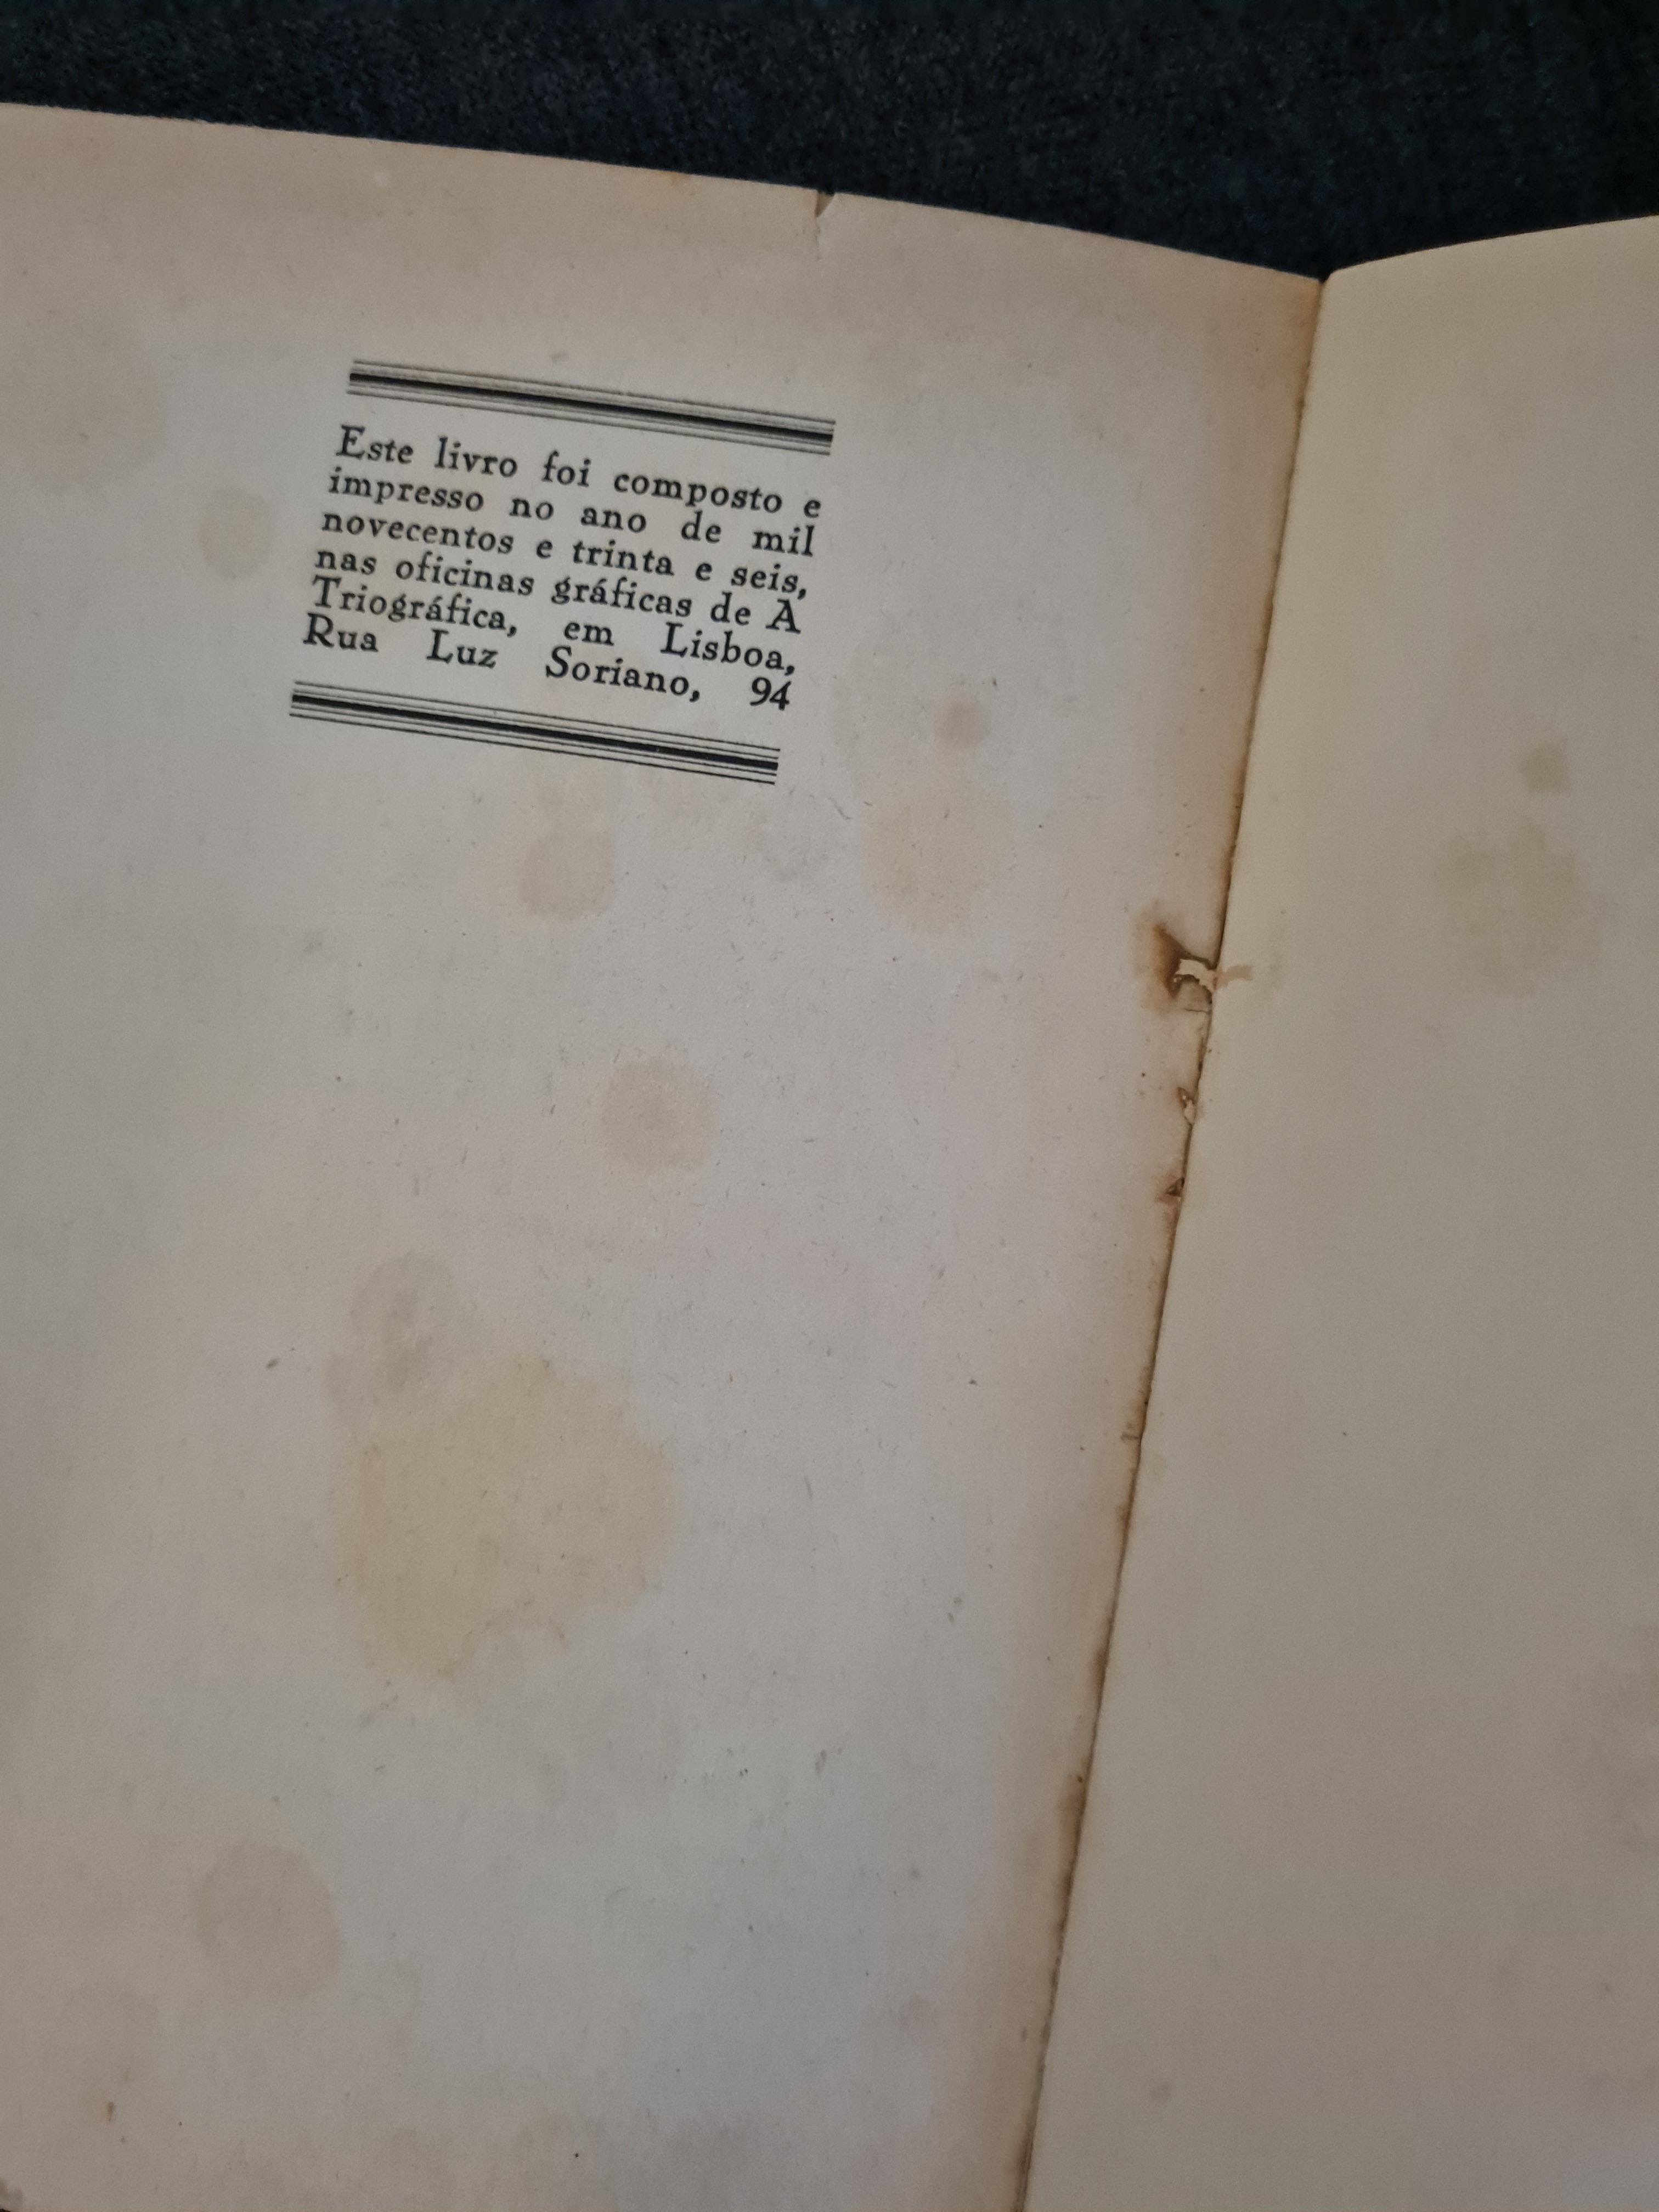 Este livro foi composto e
impresso no ano de mil
novecentos e trinta e seis,
nas oficinas gráficas de A
Triográfica, em Lisboa,
Rua Luz Soriano, 94